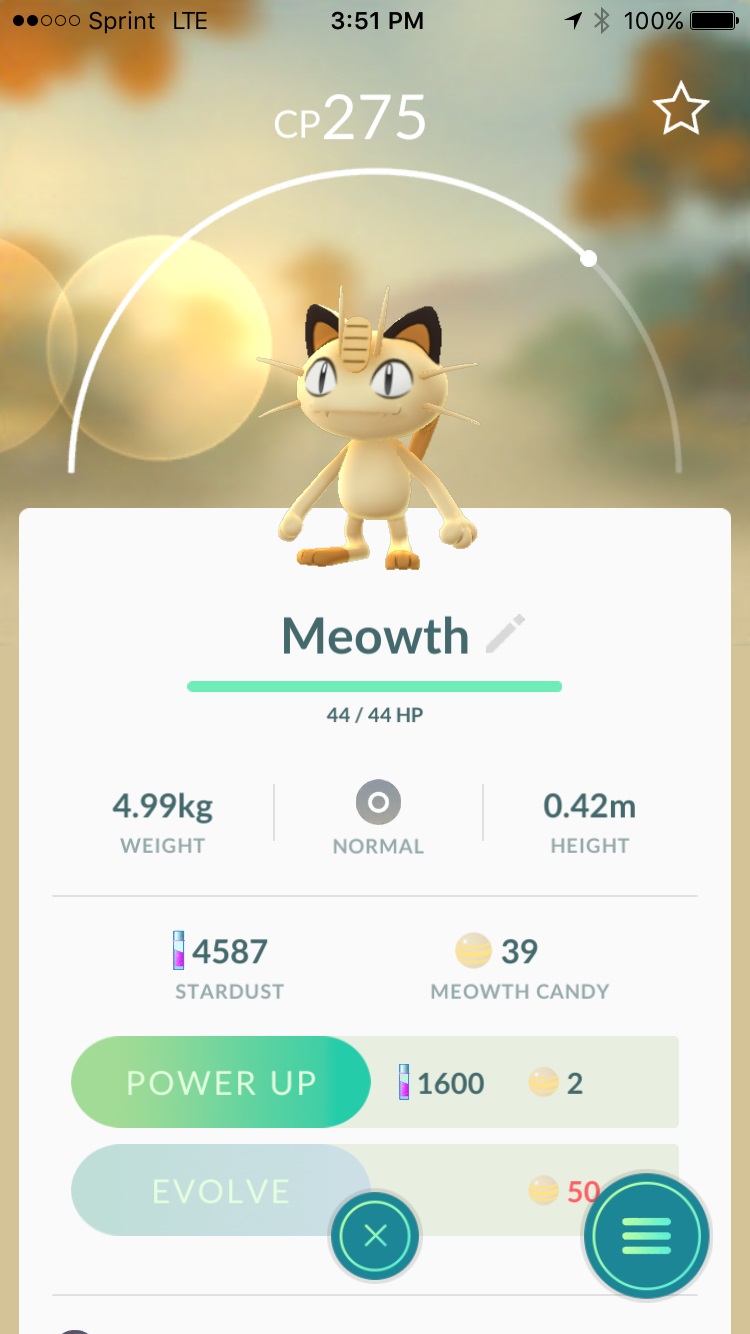 Sprint LTE 3:51 PM 100%
CP275
Meowth
44 / 44 HP
4.99kg
WEIGHT
NORMAL
0.42m
HEIGHT
4587
STARDUST
39
MEOWTH CANDY
POWER UP 1600 2
EVOLVE 50